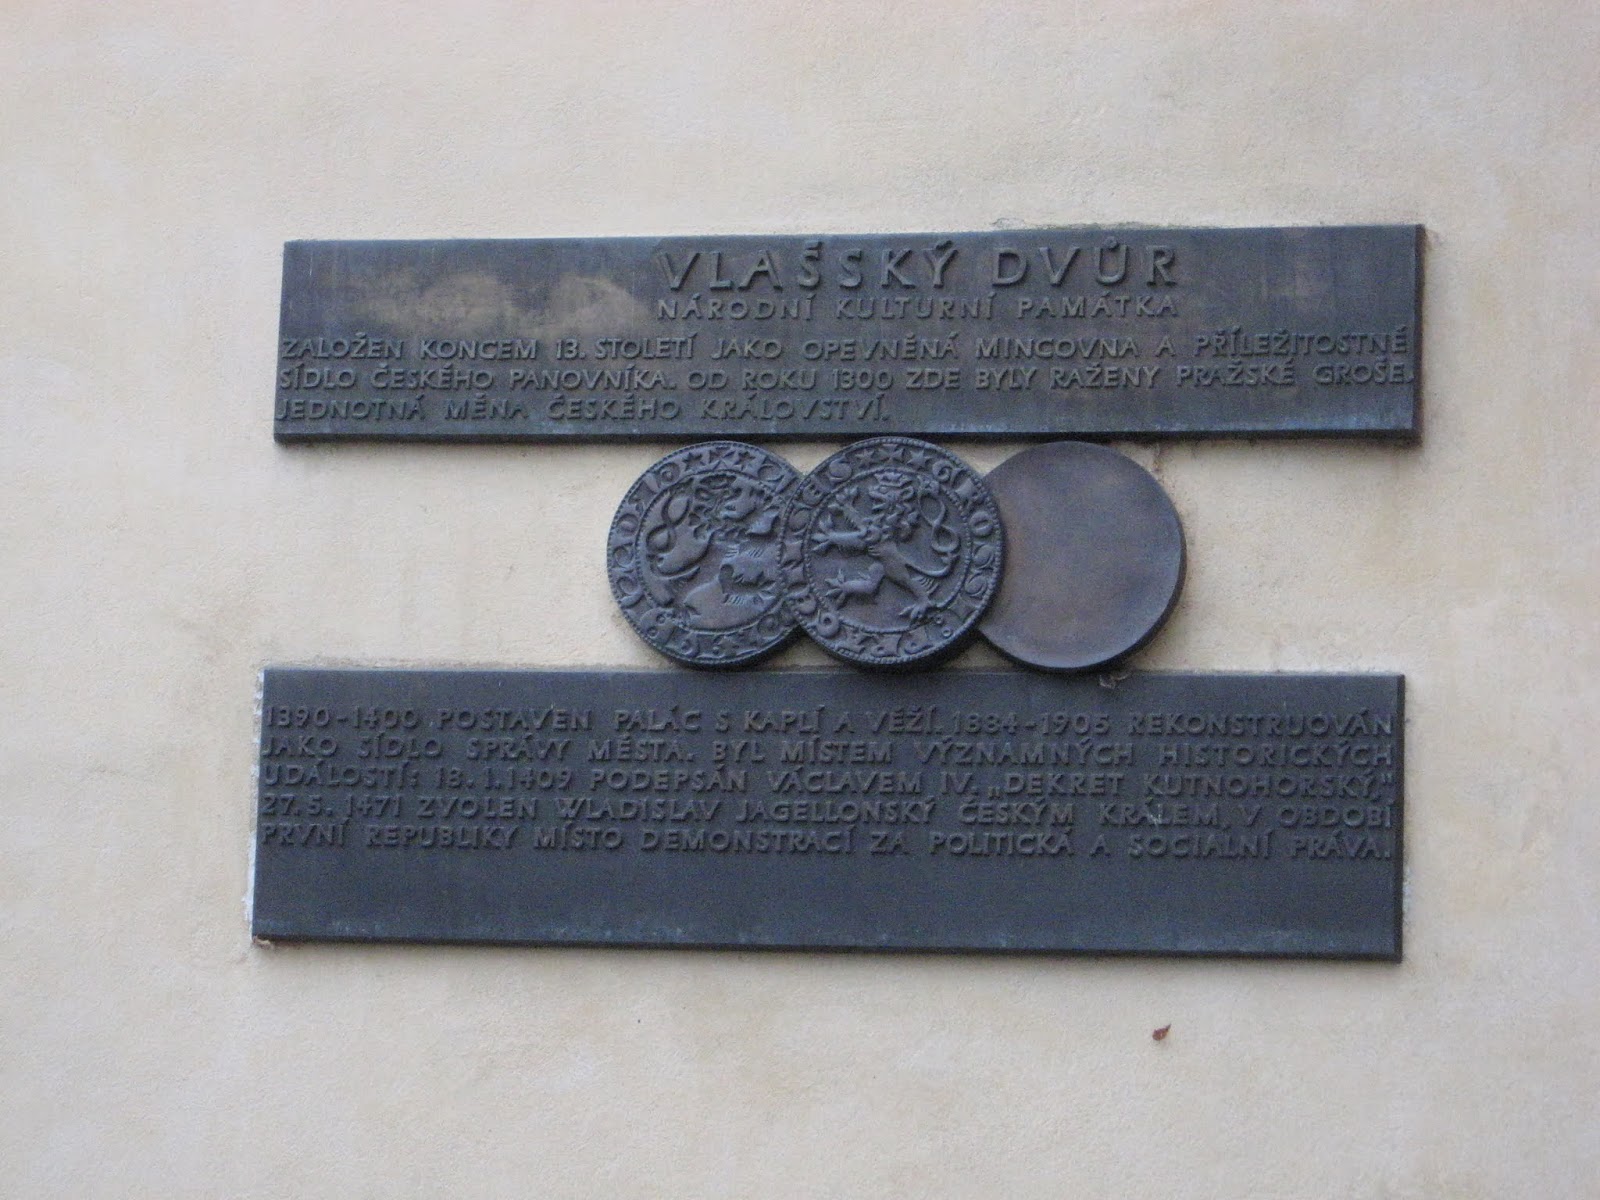 VLAŠSKÝ DVŮR
NÁRODNÍ KULTURNÍ PAMÁTKA
ZALOŽEN KONCEM 13. STOLETÍ JAKO OPEVNĚNÁ MINCOVNA A PŘÍLEŽITOSTNÉ
SÍDLO ČESKÉHO PANOVNÍKA. OD ROKU 1300 ZDE BYLY RAŽENY PRAŽSKÉ GROŠE.
JEDNOTNÁ MĚNA ČESKÉHO KRÁLOVSTVÍ.
GROSSI PRAGENSES
1390-1400 POSTAVEN PALÁC S KAPLÍ A VĚŽÍ. 1884-1905 REKONSTRUOVÁN
JAKO SÍDLO SPRÁVY MĚSTA. BYL MÍSTEM VÝZNAMNÝCH HISTORICKÝCH
UDÁLOSTÍ: 18.1.1409 PODEPSÁN VÁCLAVEM IV. „DEKRET KUTNOHORSKÝ,“
27.5. 1471 ZVOLEN WLADISLAV JAGELLONSKÝ ČESKÝM KRÁLEM, V OBDOBÍ
PRVNÍ REPUBLIKY MÍSTO DEMONSTRACÍ ZA POLITICKÁ A SOCIÁLNÍ PRÁVA.